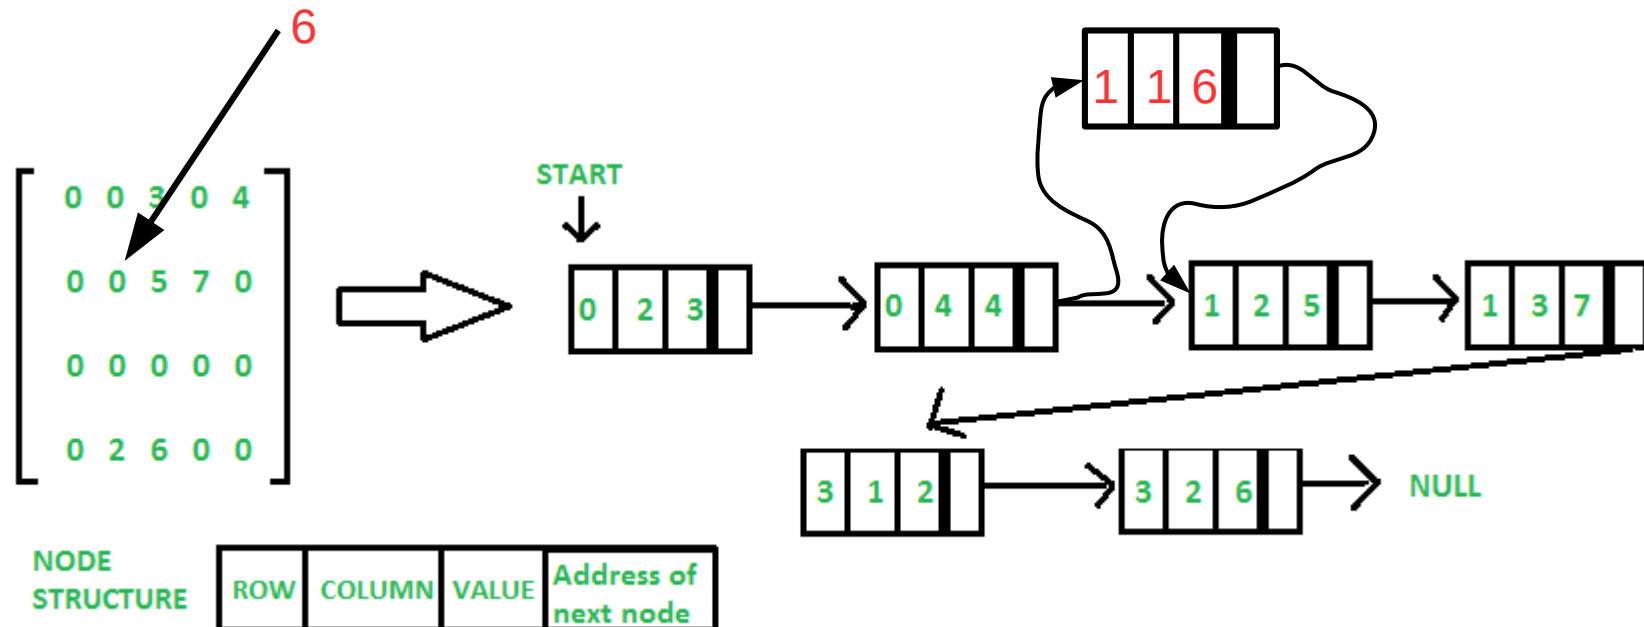 6
1 1 6
START
0 0 3 0 4
0 0 5 7 0
0 0 0 0 0
0 2 6 0 0
0 2 3
0 4 4
1 2 5
1 3 7
3 1 2
3 2 6
NULL
NODE
STRUCTURE
ROW
COLUMN
VALUE
Address of
next node